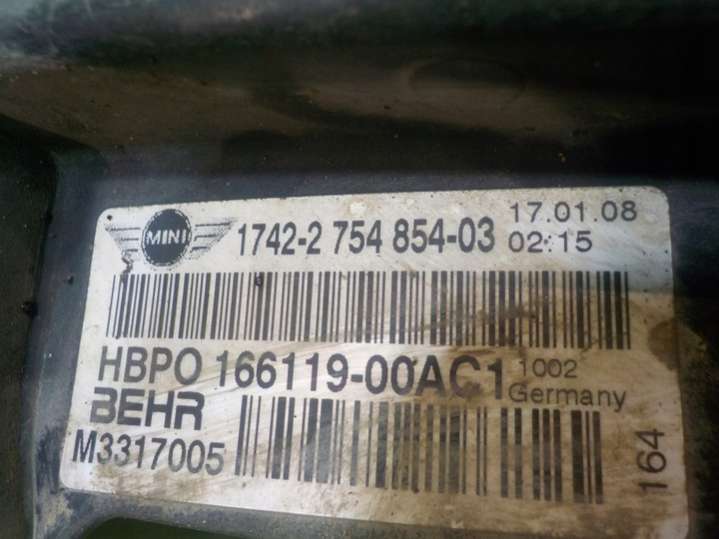 MINI 1742-2 754 854-03 17.01.08
02:15
HBPO 166119-00AC1 1002
BEHR Germany
M3317005
164